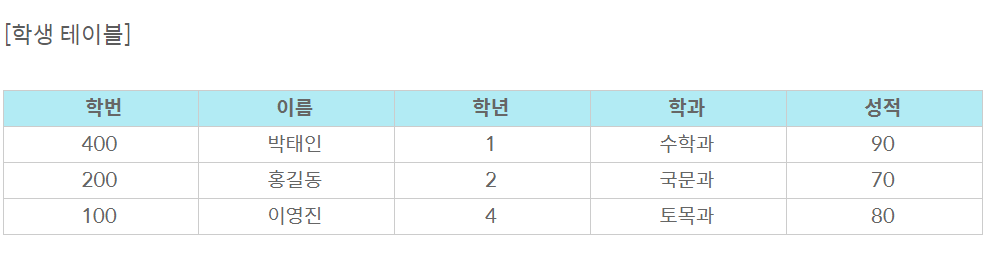 [학생 테이블]
학번 이름 학년 학과 성적
400 박태인 1 수학과 90
200 홍길동 2 국문과 70
100 이영진 4 토목과 80